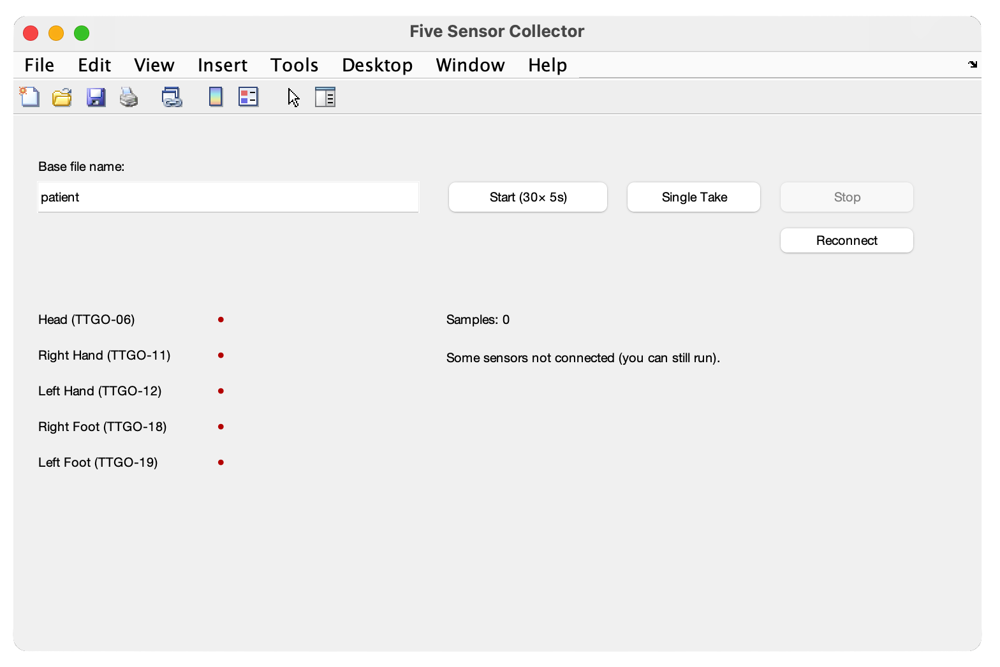 Five Sensor Collector
File Edit View Insert Tools Desktop Window Help
Base file name:
patient
Start (30× 5s)
Single Take
Stop
Reconnect
Head (TTGO-06)
Samples: 0
Right Hand (TTGO-11)
Some sensors not connected (you can still run).
Left Hand (TTGO-12)
Right Foot (TTGO-18)
Left Foot (TTGO-19)